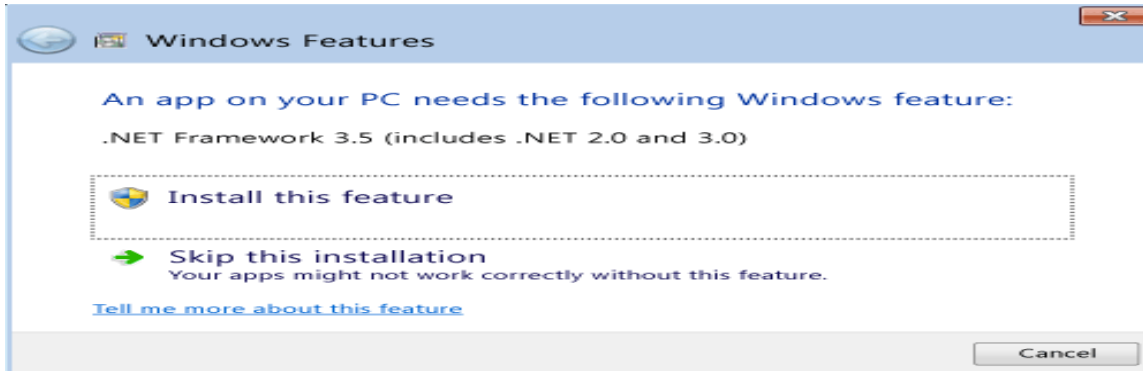 Windows Features
An app on your PC needs the following Windows feature:
.NET Framework 3.5 (includes .NET 2.0 and 3.0)
Install this feature
Skip this installation
Your apps might not work correctly without this feature.
Tell me more about this feature
Cancel